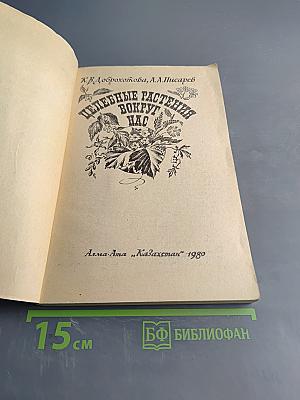 К.В.Доброхотова, А.А.Писарев
ЦЕЛЕБНЫЕ РАСТЕНИЯ
ВОКРУГ
НАС
Алма-Ата „Казахстан" 1980
15 см
БФ БИБЛИОФАН